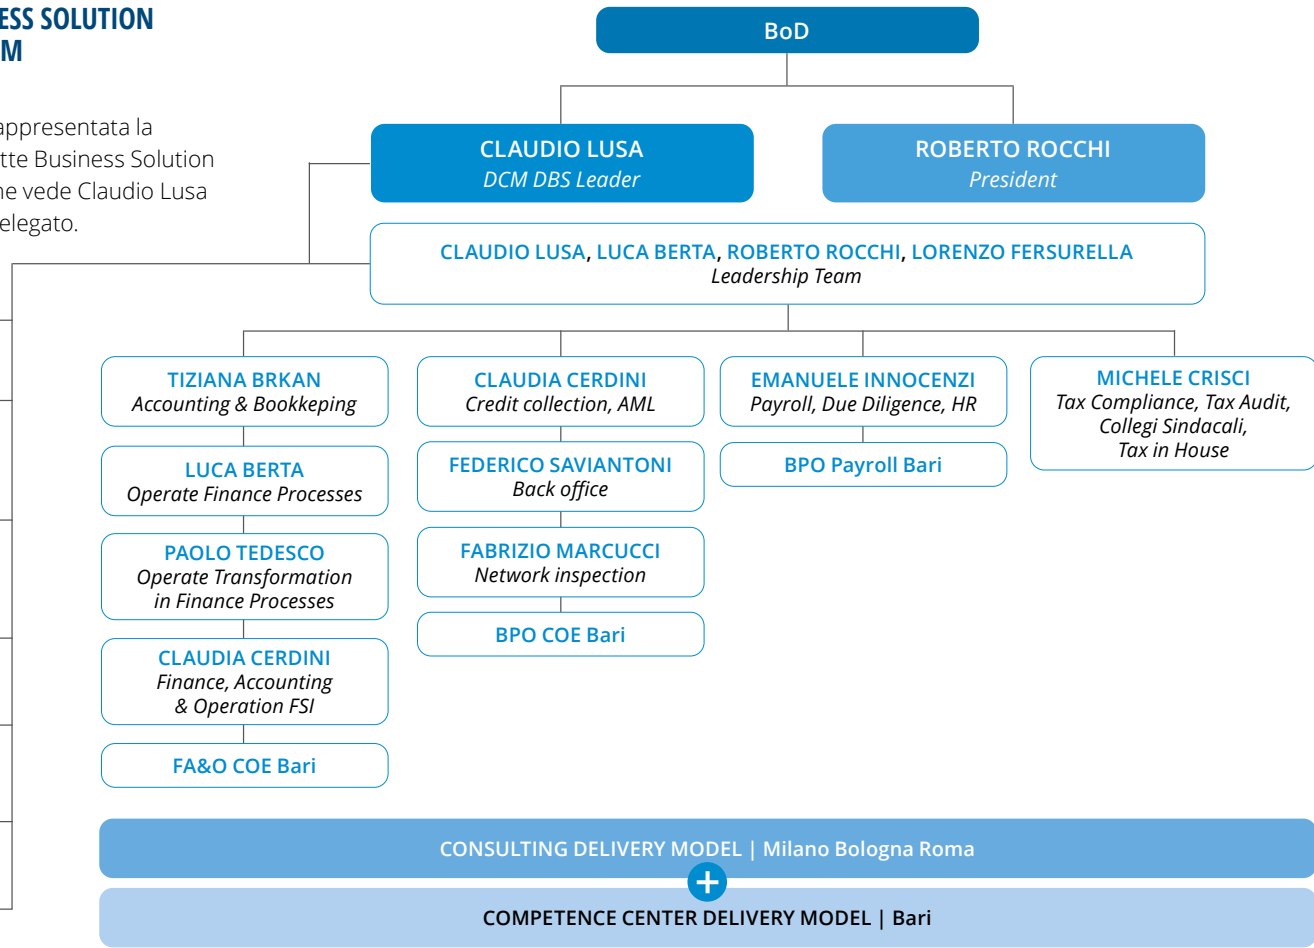 ESS SOLUTION
M
appresentata la
tte Business Solution
ne vede Claudio Lusa
elegato.
BoD
CLAUDIO LUSA
DCM DBS Leader
ROBERTO ROCCHI
President
CLAUDIO LUSA, LUCA BERTA, ROBERTO ROCCHI, LORENZO FERSURELLA
Leadership Team
TIZIANA BRKAN
Accounting & Bookkeping
LUCA BERTA
Operate Finance Processes
PAOLO TEDESCO
Operate Transformation
in Finance Processes
CLAUDIA CERDINI
Finance, Accounting
& Operation FSI
FA&O COE Bari
CLAUDIA CERDINI
Credit collection, AML
FEDERICO SAVIANTONI
Back office
FABRIZIO MARCUCCI
Network inspection
BPO COE Bari
EMANUELE INNOCENZI
Payroll, Due Diligence, HR
BPO Payroll Bari
MICHELE CRISCI
Tax Compliance, Tax Audit,
Collegi Sindacali,
Tax in House
CONSULTING DELIVERY MODEL | Milano Bologna Roma
+
COMPETENCE CENTER DELIVERY MODEL | Bari